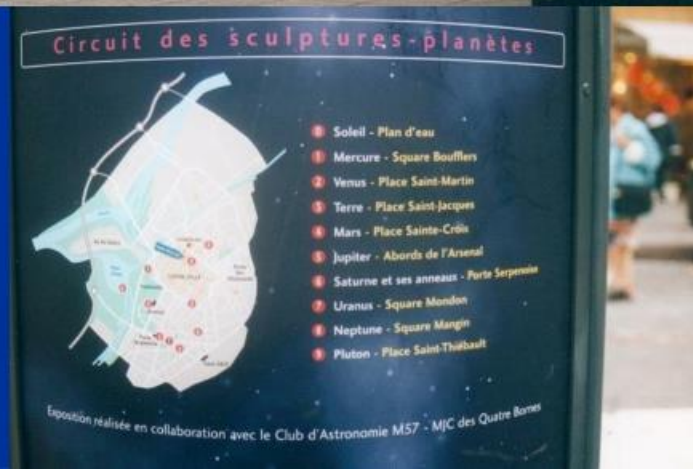 Circuit des sculptures-planètes
0 Soleil - Plan d'eau
1 Mercure - Square Boufflers
2 Venus - Place Saint-Martin
3 Terre - Place Saint-Jacques
4 Mars - Place Sainte-Croix
5 Jupiter - Abords de l'Arsenal
6 Saturne et ses anneaux - Porte Serpenoise
7 Uranus - Square Mondon
8 Neptune - Square Mangin
9 Pluton - Place Saint-Thiébault
Exposition réalisée en collaboration avec le Club d'Astronomie M57 - MJC des Quatre Bornes